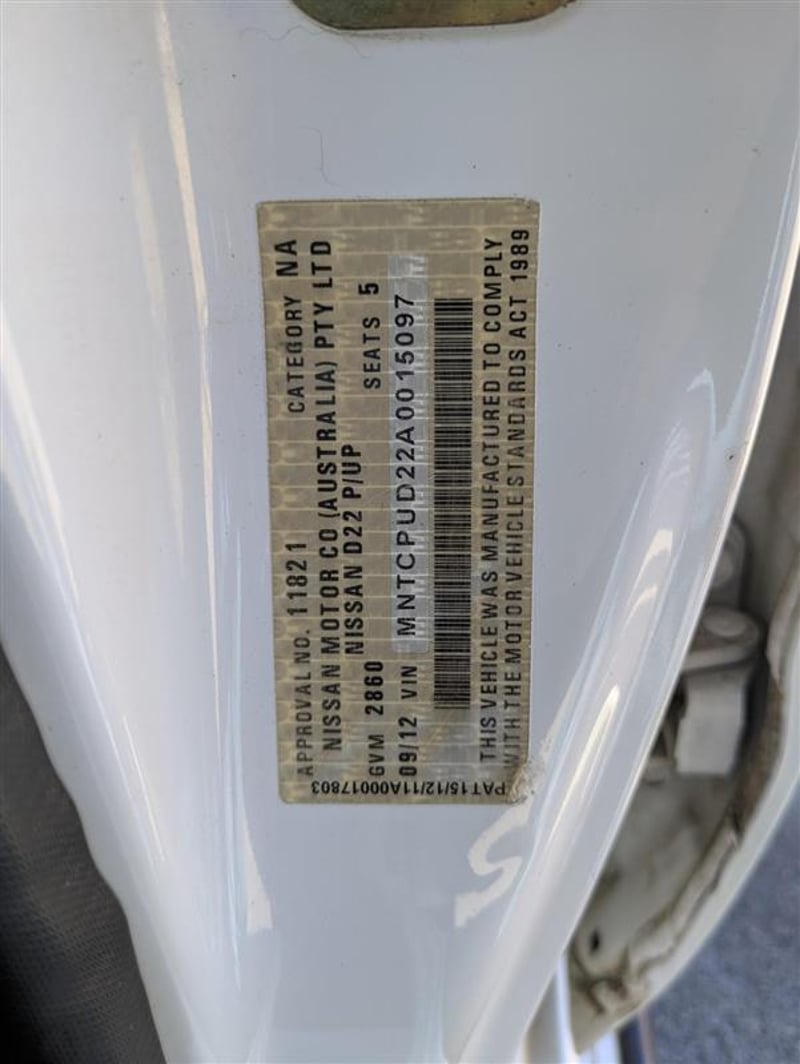 APPROVAL NO. 11821 CATEGORY NA
NISSAN MOTOR CO (AUSTRALIA) PTY LTD
NISSAN D22 P/UP
GVM 2860 SEATS 5
09/12 VIN MNTCPUD22A0015097
THIS VEHICLE WAS MANUFACTURED TO COMPLY
WITH THE MOTOR VEHICLE STANDARDS ACT 1989
PAT15/12/11A00017803